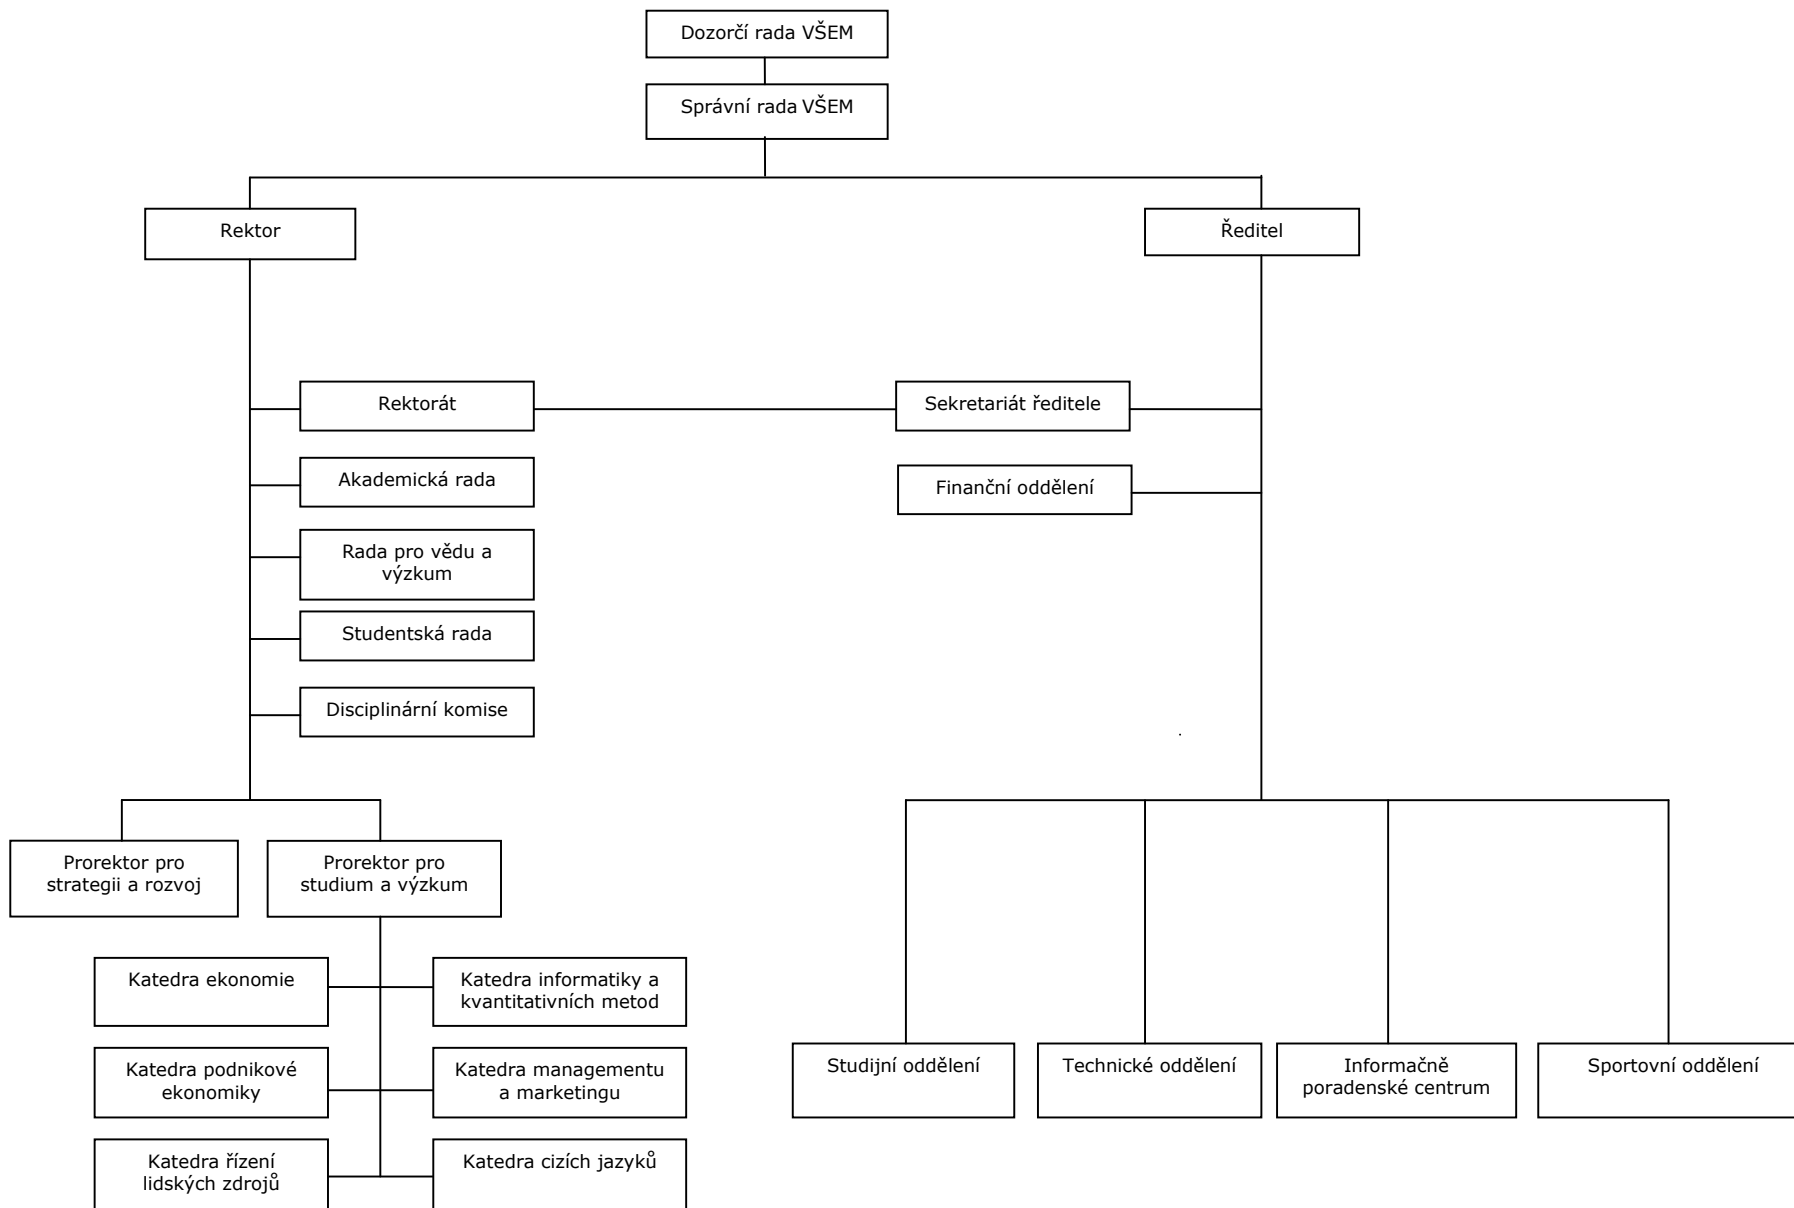 Dozorčí rada VŠEM
Správní rada VŠEM
Rektor
Ředitel
Rektorát
Sekretariát ředitele
Akademická rada
Finanční oddělení
Rada pro vědu a
výzkum
Studentská rada
Disciplinární komise
Prorektor pro
strategii a rozvoj
Prorektor pro
studium a výzkum
Katedra ekonomie
Katedra informatiky a
kvantitativních metod
Katedra podnikové
ekonomiky
Katedra managementu
a marketingu
Katedra řízení
lidských zdrojů
Katedra cizích jazyků
Studijní oddělení
Technické oddělení
Informačně
poradenské centrum
Sportovní oddělení